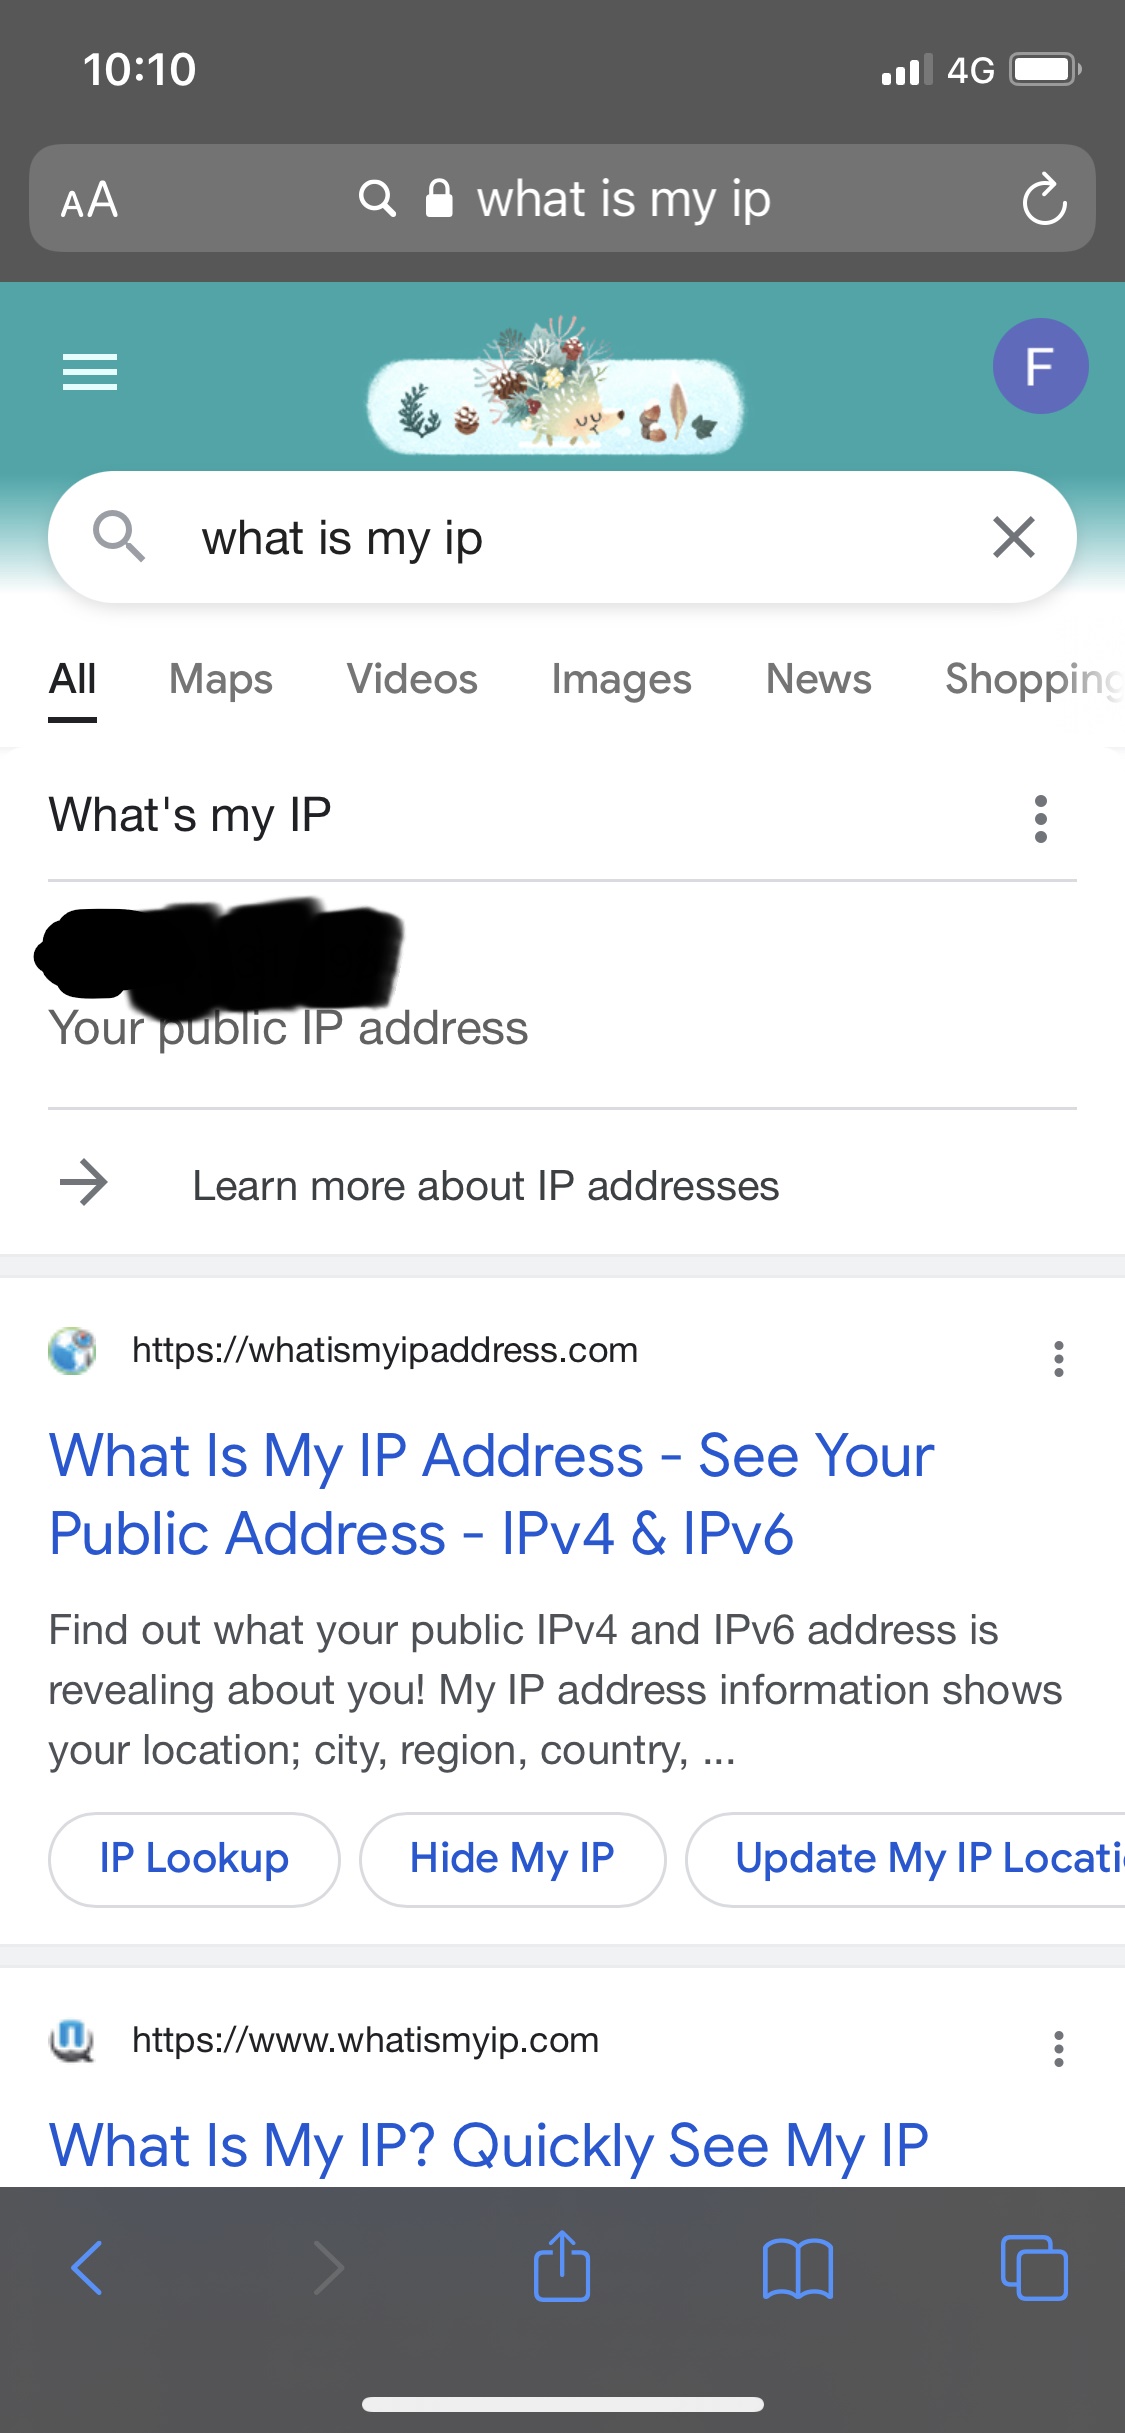 10:10 4G
AA what is my ip
F
what is my ip
All Maps Videos Images News Shopping
What's my IP
Your public IP address
Learn more about IP addresses
https://whatismyipaddress.com
What Is My IP Address - See Your
Public Address - IPv4 & IPv6
Find out what your public IPv4 and IPv6 address is
revealing about you! My IP address information shows
your location; city, region, country, ...
IP Lookup Hide My IP Update My IP Locati
https://www.whatismyip.com
What Is My IP? Quickly See My IP